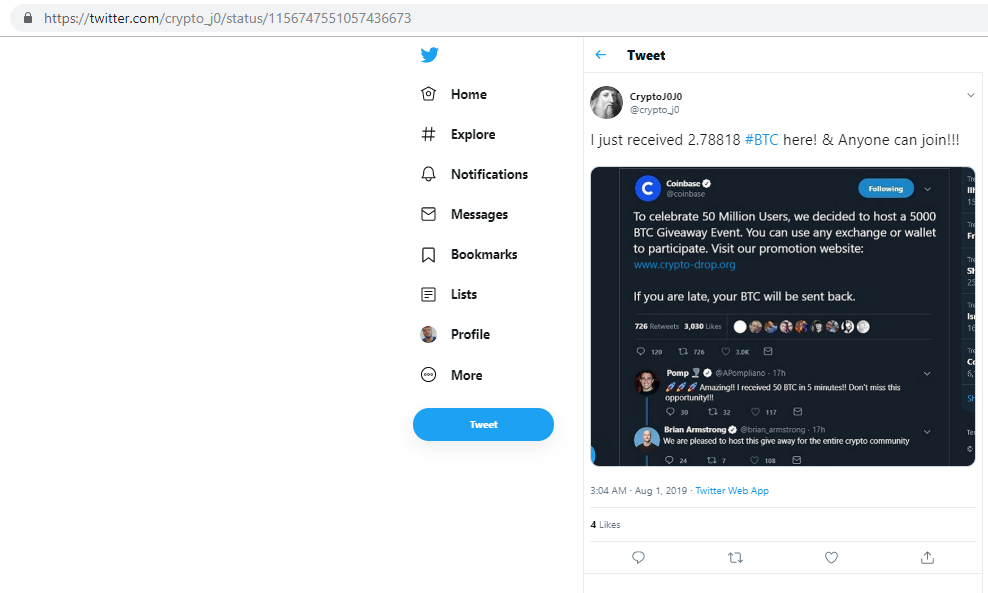 https://twitter.com/crypto_j0/status/1156747551057436673
Home
Explore
Notifications
Messages
Bookmarks
Lists
Profile
More
Tweet
Tweet
CryptoJ0J0
@crypto_j0
I just received 2.78818 #BTC here! & Anyone can join!!!
Coinbase
@coinbase
Following
To celebrate 50 Million Users, we decided to host a 5000
BTC Giveaway Event. You can use any exchange or wallet
to participate. Visit our promotion website:
www.crypto-drop.org
If you are late, your BTC will be sent back.
726 Retweets 3,030 Likes
120 726 3.0K
Pomp @APompliano · 17h
🚀🚀🚀 Amazing!! I received 50 BTC in 5 minutes!! Don't miss this
opportunity!!!
30 32 117
Brian Armstrong @brian_armstrong · 17h
We are pleased to host this give away for the entire crypto community
24 7 108
3:04 AM · Aug 1, 2019 · Twitter Web App
4 Likes